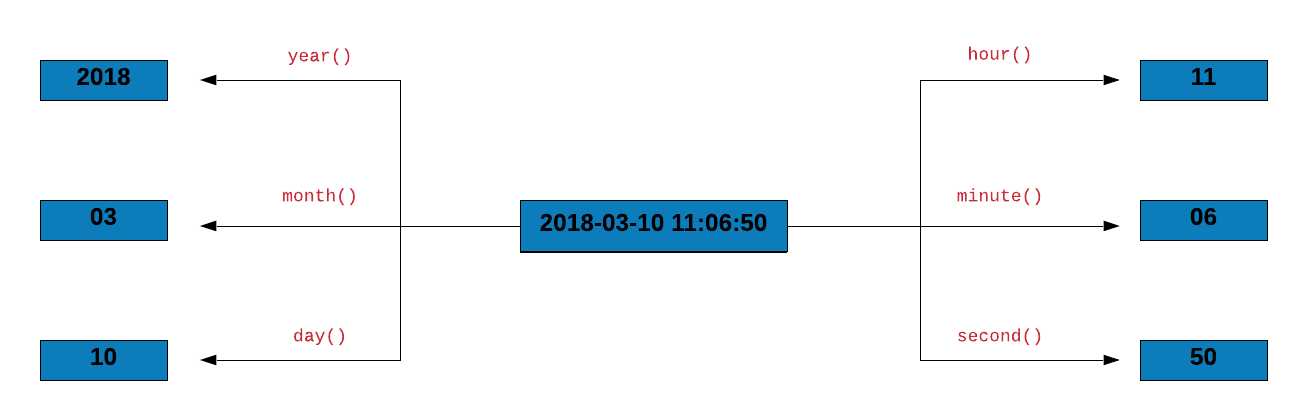 year()
2018
hour()
11
month()
03
2018-03-10 11:06:50
minute()
06
day()
10
second()
50